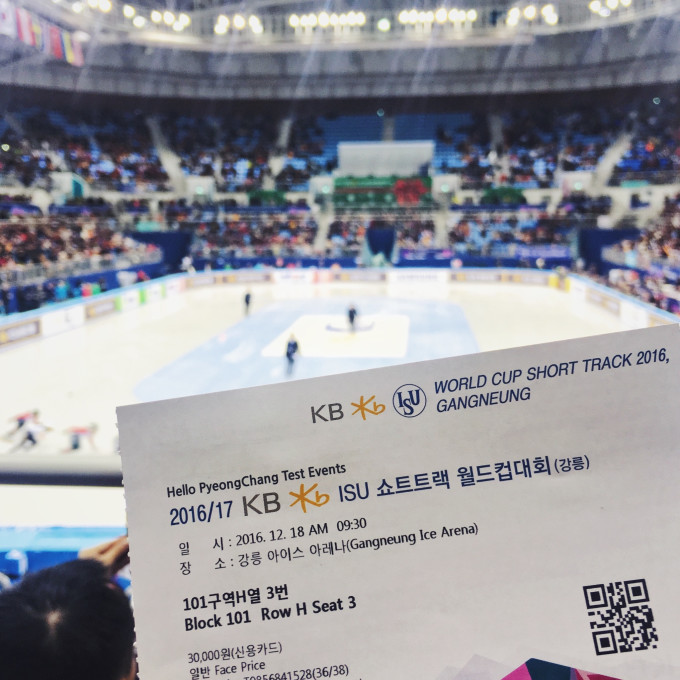 KB ISU WORLD CUP SHORT TRACK 2016,
GANGNEUNG
Hello PyeongChang Test Events
2016/17 KB ISU 쇼트트랙 월드컵대회(강릉)
일 시 : 2016. 12. 18 AM 09:30
장 소 : 강릉 아이스 아레나(Gangneung Ice Arena)
101구역H열 3번
Block 101 Row H Seat 3
30,000원(신용카드)
일반 Face Price
T0856841528(36/38)